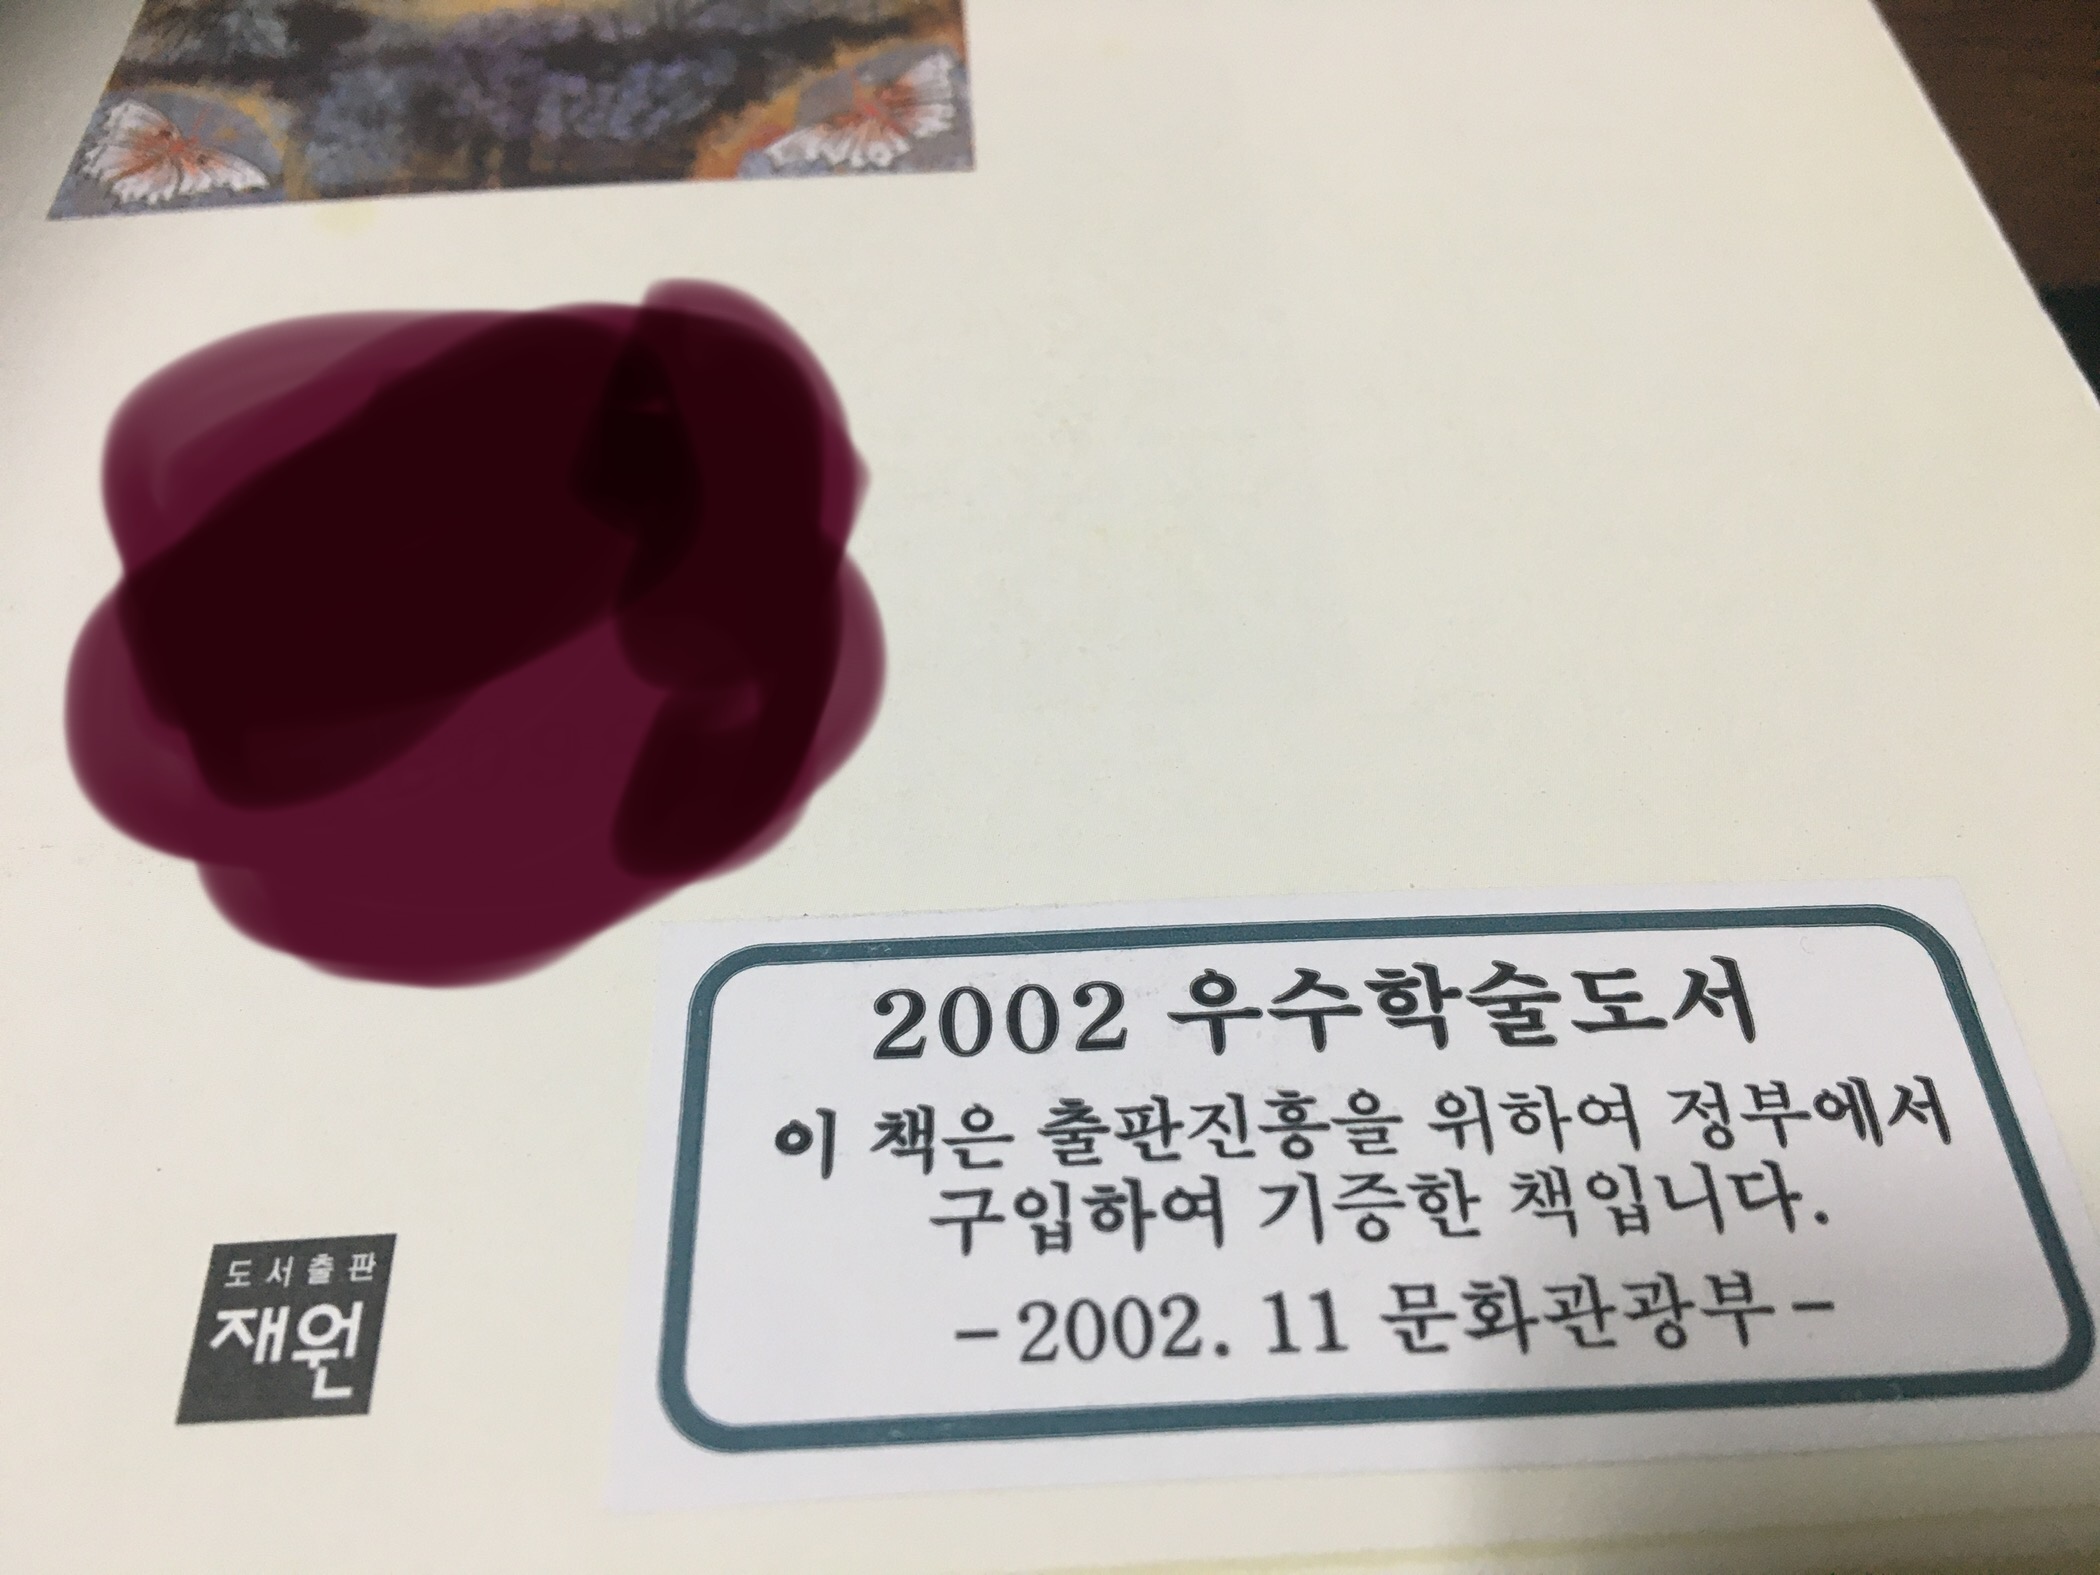 2002 우수학술도서
이 책은 출판진흥을 위하여 정부에서
구입하여 기증한 책입니다.
-2002. 11 문화관광부-
도서출판
재원